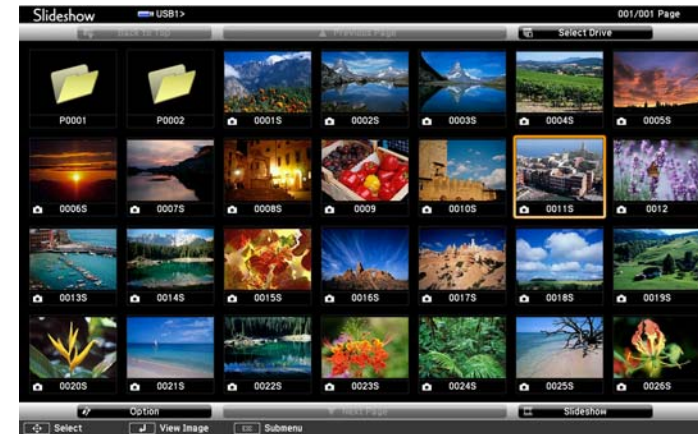 Slideshow USB1> 001/001 Page
Back to Top Previous Page Select Drive
P0001 P0002 0001S 0002S 0003S 0004S 0005S
0006S 0007S 0008S 0009 0010S 0011S 0012
0013S 0014S 0015S 0016S 0017S 0018S 0019S
0020S 0021S 0022S 0023S 0024S 0025S 0026S
Option Next Page Slideshow
Select View Image Submenu